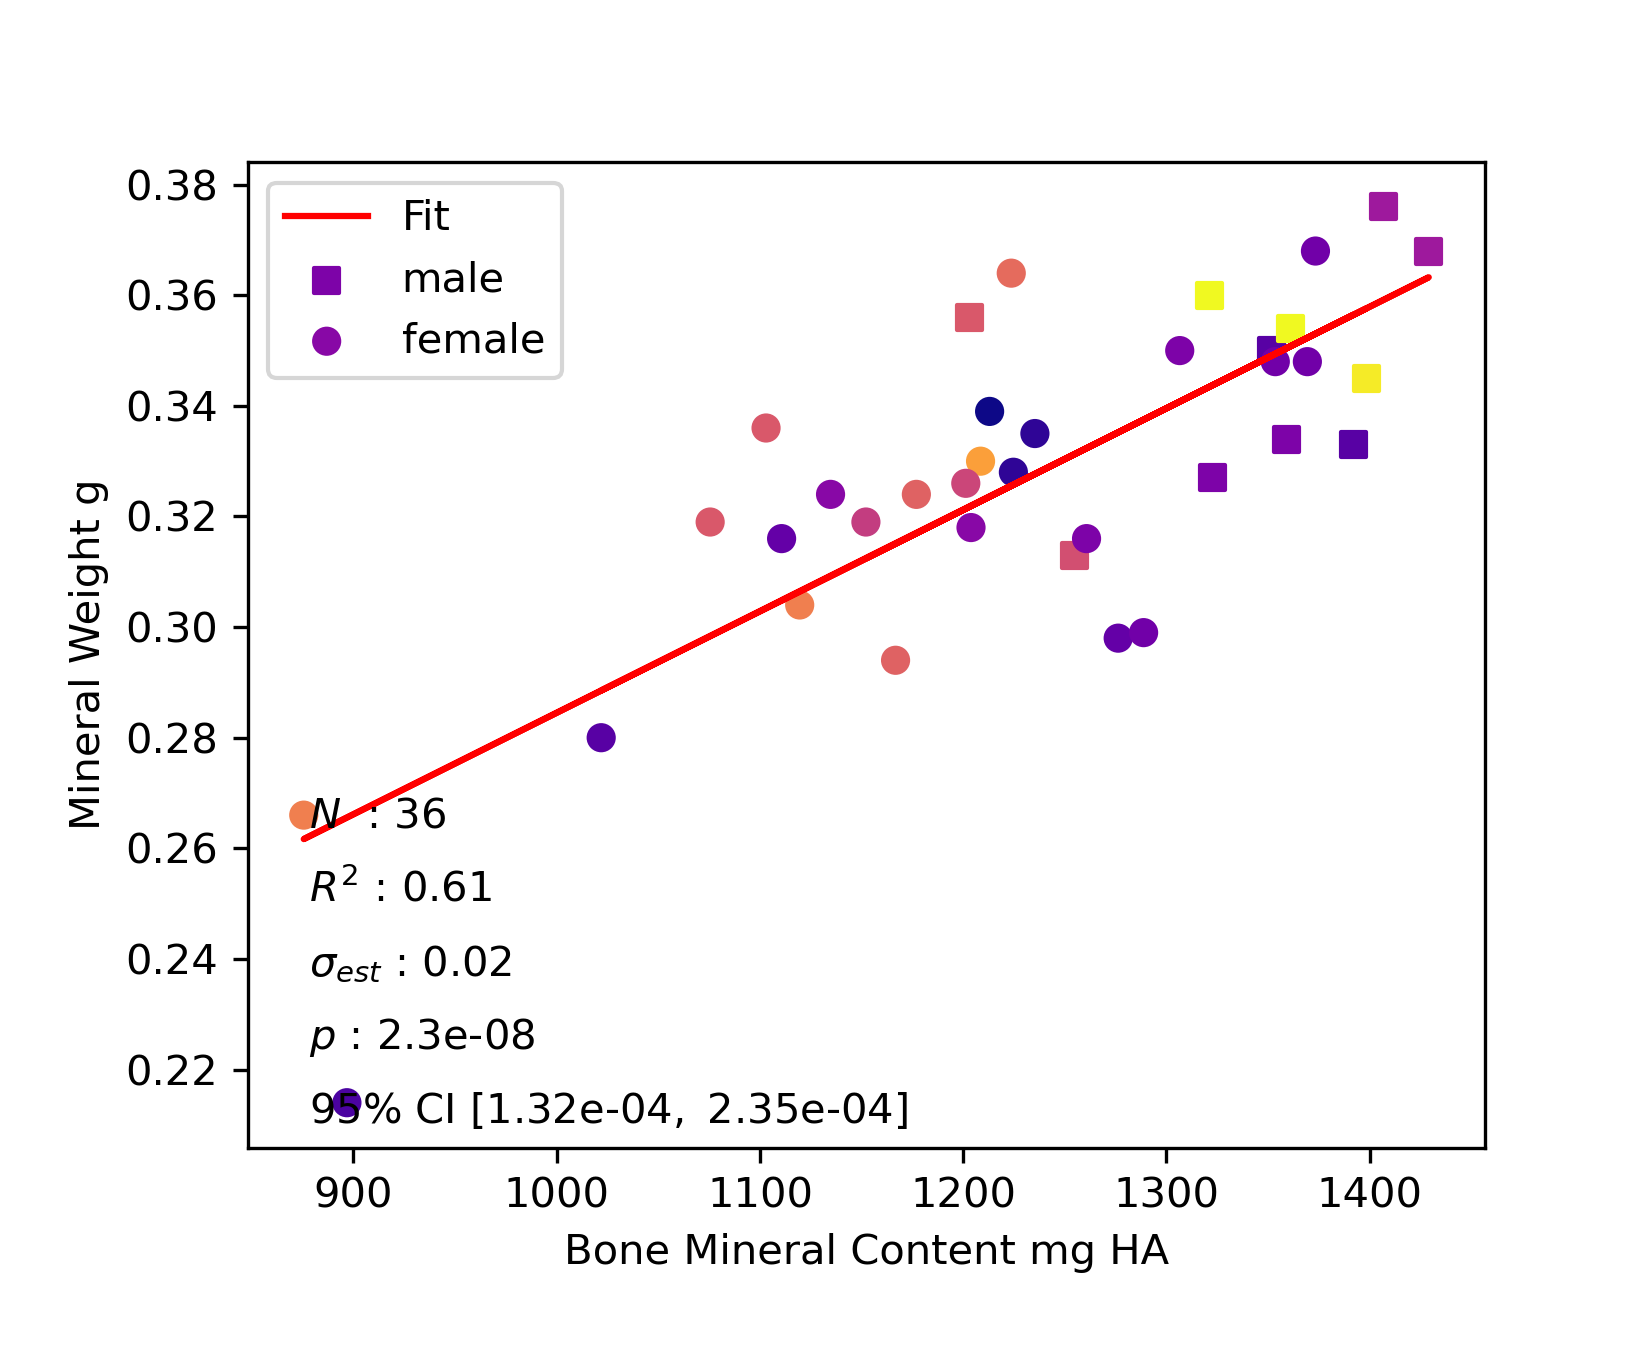 Fit
male
female
0.38
0.36
0.34
0.32
0.30
0.28
0.26
0.24
0.22
Mineral Weight g
N : 36
R² : 0.61
σest : 0.02
p : 2.3e-08
95% CI [1.32e-04, 2.35e-04]
900 1000 1100 1200 1300 1400
Bone Mineral Content mg HA